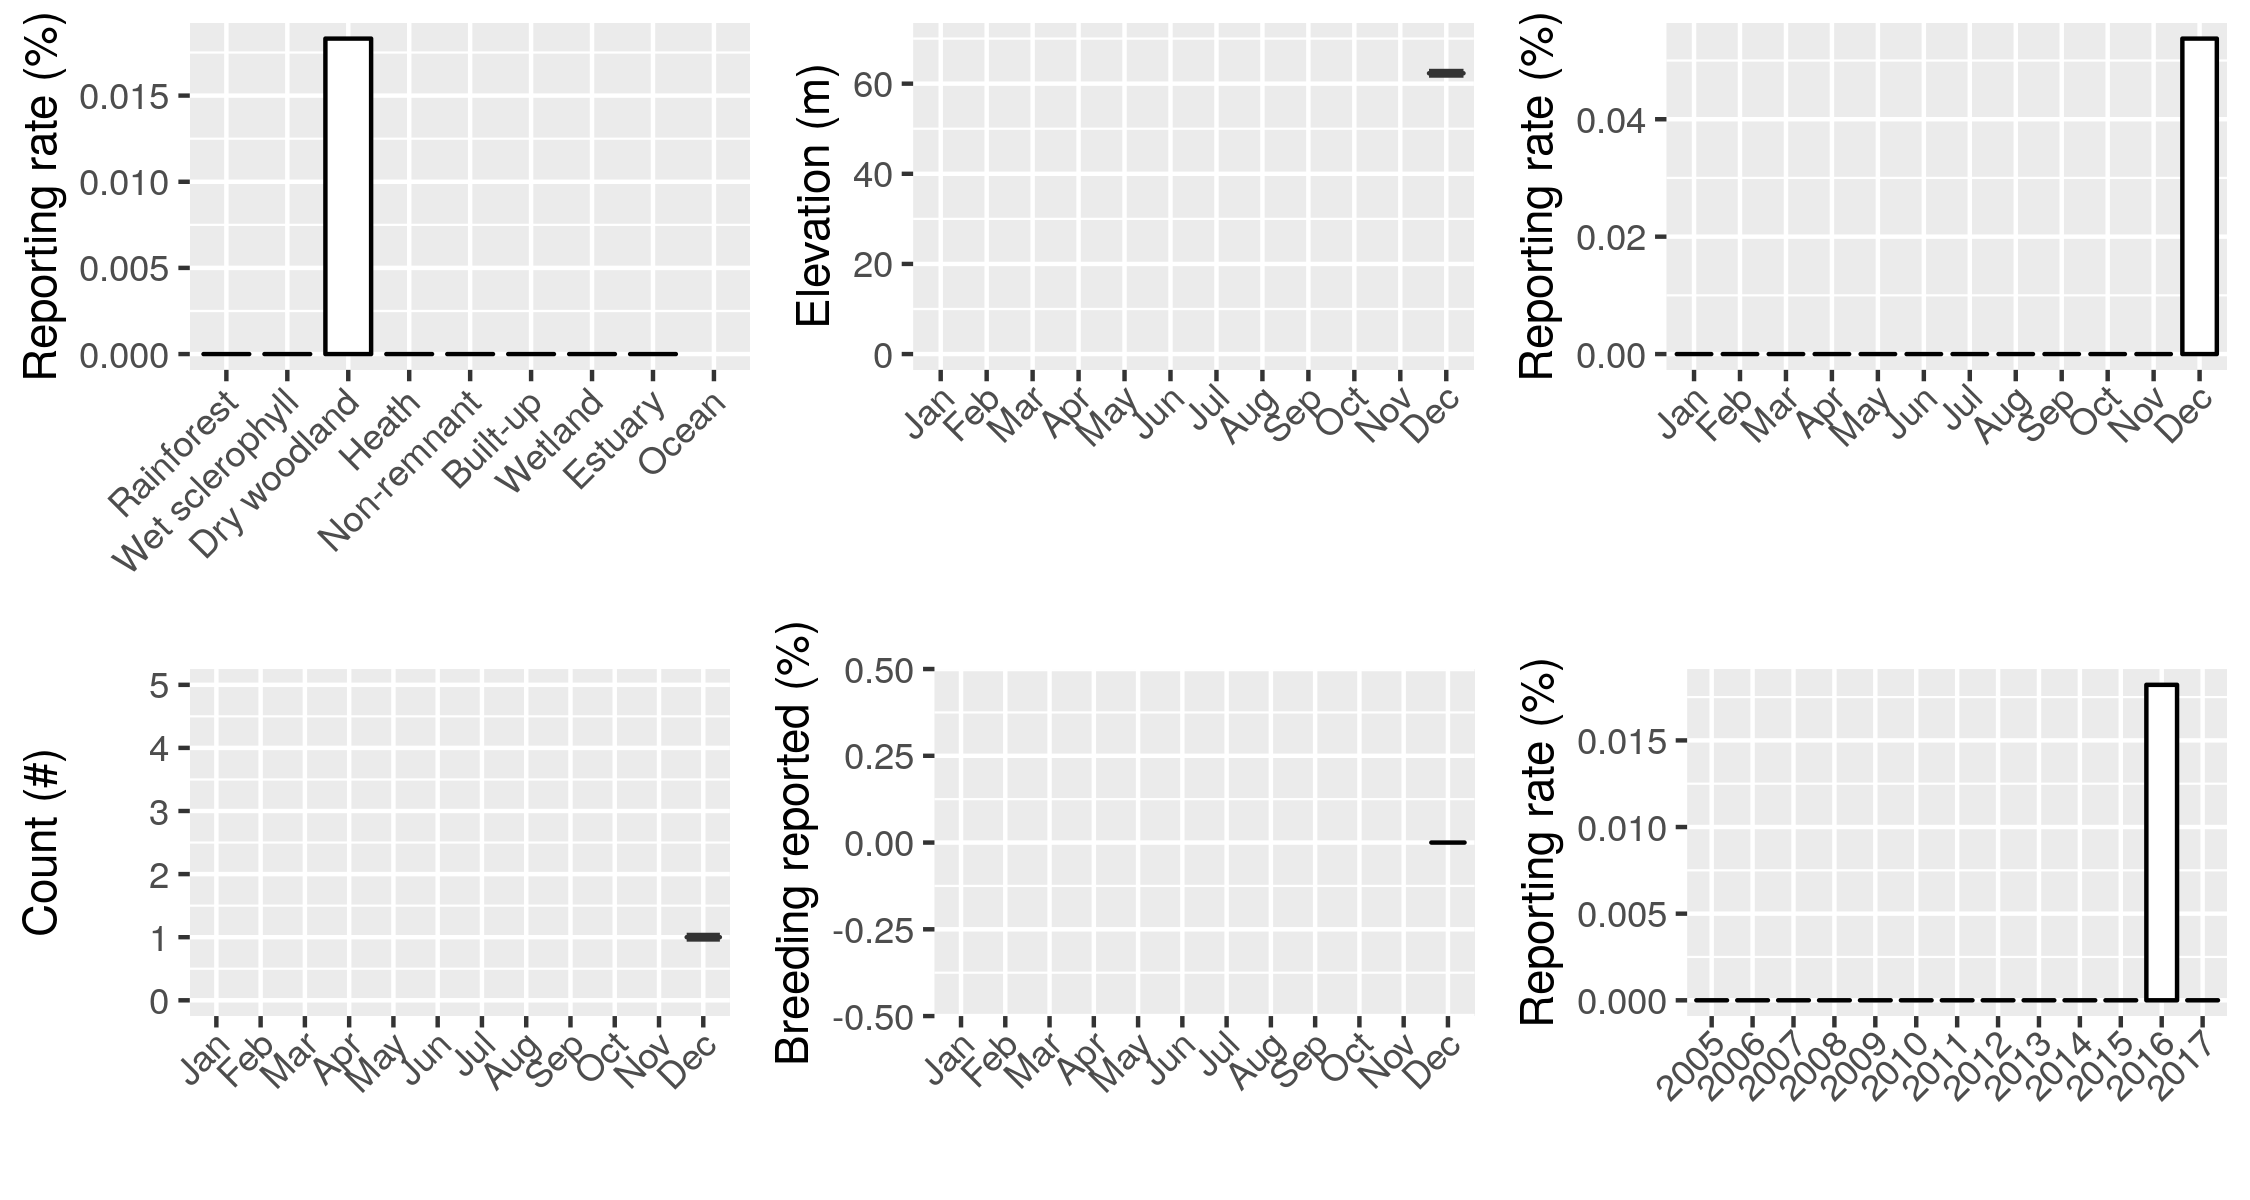 Reporting rate (%)
0.015
0.010
0.005
0.000
Rainforest
Wet sclerophyll
Dry woodland
Heath
Non-remnant
Built-up
Wetland
Estuary
Ocean
Elevation (m)
60
40
20
0
Jan
Feb
Mar
Apr
May
Jun
Jul
Aug
Sep
Oct
Nov
Dec
Reporting rate (%)
0.04
0.02
0.00
Jan
Feb
Mar
Apr
May
Jun
Jul
Aug
Sep
Oct
Nov
Dec
Count (#)
5
4
3
2
1
0
Jan
Feb
Mar
Apr
May
Jun
Jul
Aug
Sep
Oct
Nov
Dec
Breeding reported (%)
0.50
0.25
0.00
-0.25
-0.50
Jan
Feb
Mar
Apr
May
Jun
Jul
Aug
Sep
Oct
Nov
Dec
Reporting rate (%)
0.015
0.010
0.005
0.000
2005
2006
2007
2008
2009
2010
2011
2012
2013
2014
2015
2016
2017